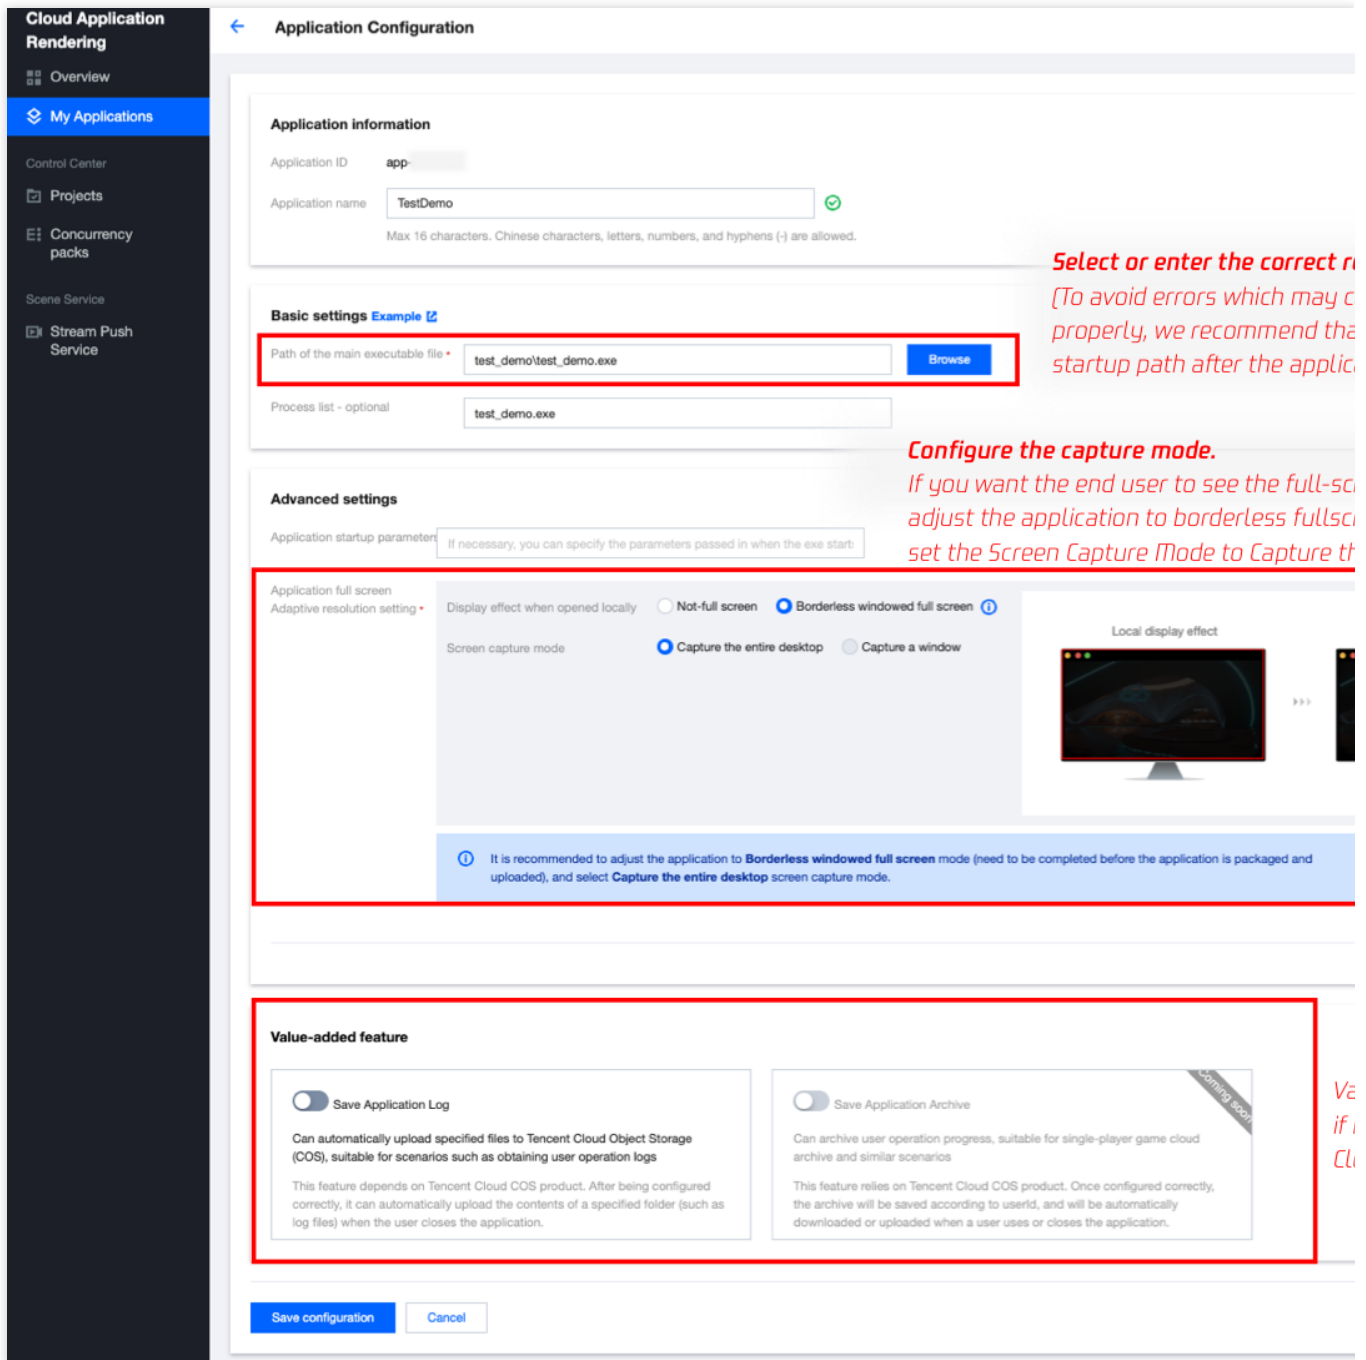 Cloud Application
Rendering
Overview
My Applications
Control Center
Projects
Concurrency
packs
Scene Service
Stream Push
Service
Application Configuration
Application information
Application ID app-
Application name TestDemo
Max 16 characters. Chinese characters, letters, numbers, and hyphens (-) are allowed.
Select or enter the correct
(To avoid errors which may
properly, we recommend
startup path after the
Basic settings Example
Path of the main executable file • test_demo\test_demo.exe Browse
Process list - optional test_demo.exe
Configure the capture mode.
If you want the end user to see the
adjust the application to borderless
set the Screen Capture Mode to Capture
Advanced settings
Application startup parameter If necessary, you can specify the parameters passed in when the exe
Application full screen
Adaptive resolution setting •
Display effect when opened locally Not-full screen Borderless windowed full screen
Screen capture mode Capture the entire desktop Capture a window
Local display effect
It is recommended to adjust the application to Borderless windowed full screen mode (need to be completed before the application is packaged and
uploaded), and select Capture the entire desktop screen capture mode.
Value-added feature
Save Application Log
Can automatically upload specified files to Tencent Cloud Object Storage
(COS), suitable for scenarios such as obtaining user operation logs
This feature depends on Tencent Cloud COS product. After being configured
correctly, it can automatically upload the contents of a specified folder (such as
log files) when the user closes the application.
Coming soon
Save Application Archive
Can archive user operation progress, suitable for single-player game cloud
archive and similar scenarios
This feature relies on Tencent Cloud COS product. Once configured correctly,
the archive will be saved according to userId, and will be automatically
downloaded or uploaded when a user uses or closes the application.
if
Save configuration Cancel